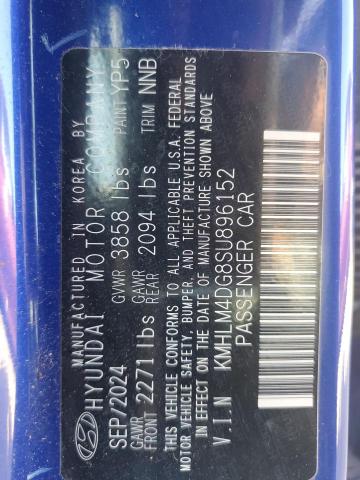 MANUFACTURED IN KOREA BY
HYUNDAI MOTOR COMPANY
SEP/2024 GVWR 3858 lbs PAINT YP5
GAWR FRONT 2271 lbs GAWR REAR 2094 lbs TRIM NNB
THIS VEHICLE CONFORMS TO ALL APPLICABLE U.S.A. FEDERAL
MOTOR VEHICLE SAFETY, BUMPER, AND THEFT PREVENTION STANDARDS
IN EFFECT ON THE DATE OF MANUFACTURE SHOWN ABOVE
V.I.N KMHLM4DG8SU896152
PASSENGER CAR